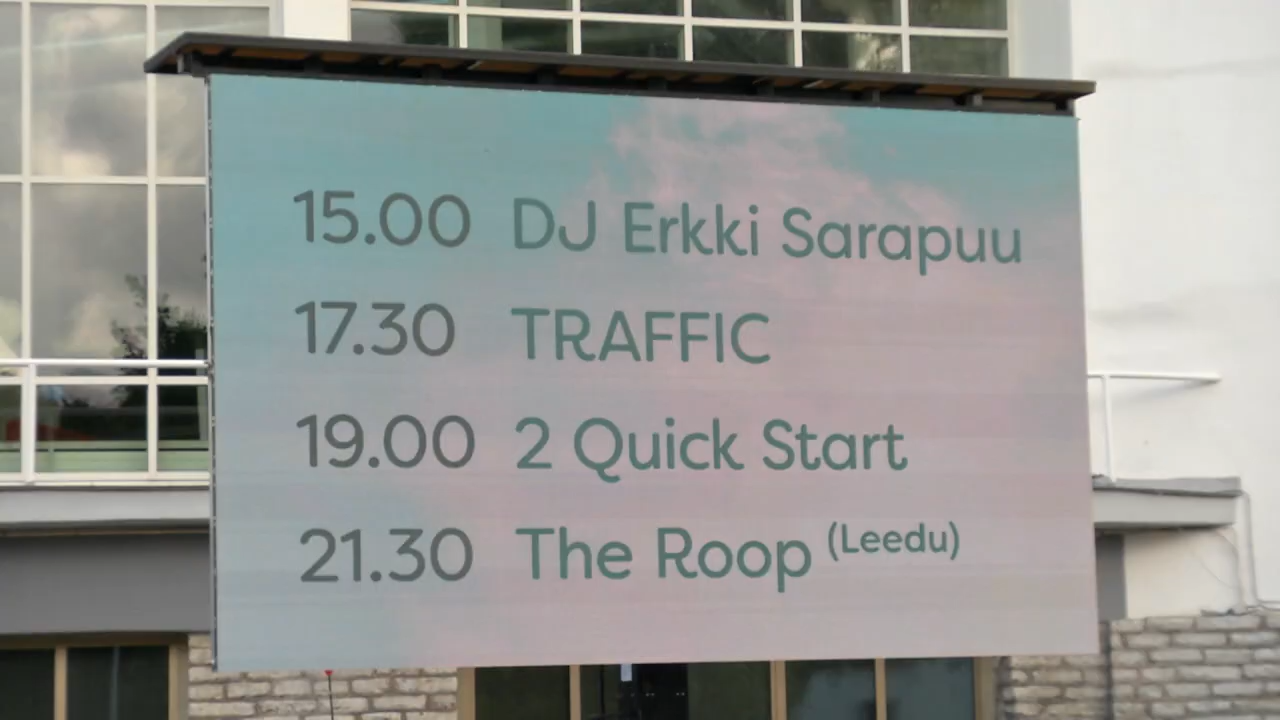 15.00 DJ Erkki Sarapuu
17.30 TRAFFIC
19.00 2 Quick Start
21.30 The Roop (Leedu)